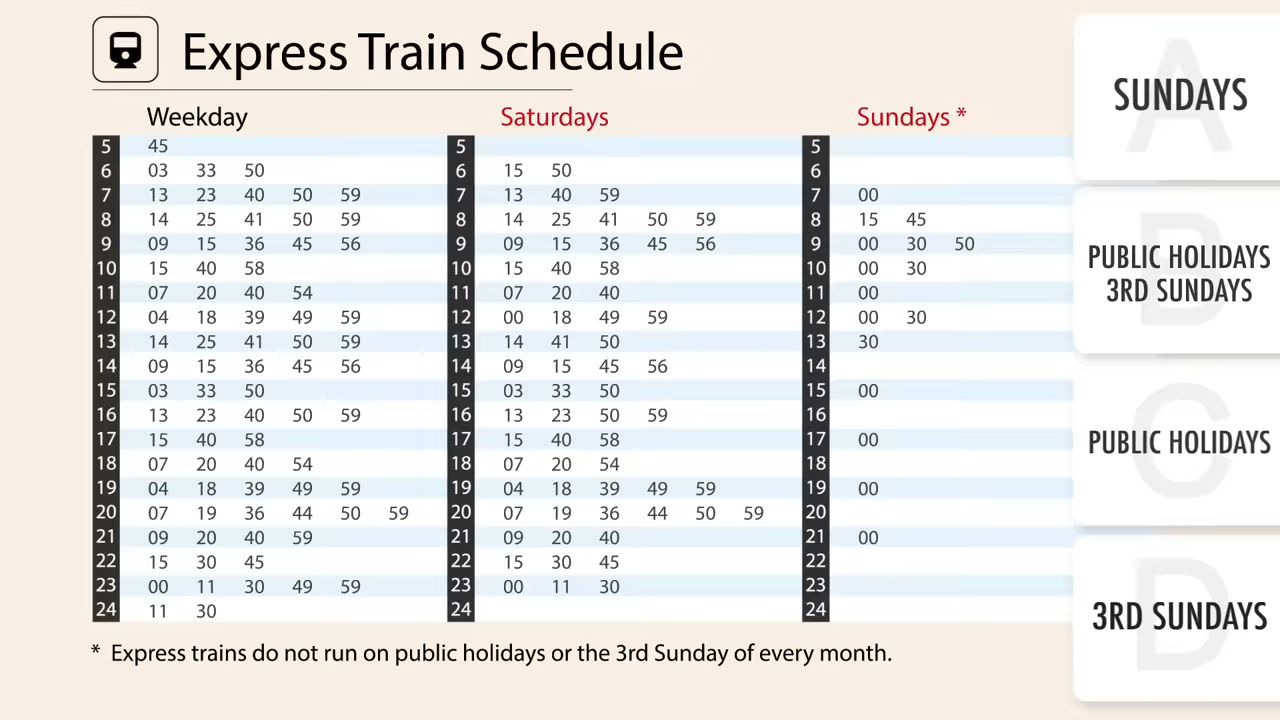 Express Train Schedule
Weekday Saturdays Sundays *
5 45 5 5
6 03 33 50 6 15 50 6
7 13 23 40 50 59 7 13 40 59 7 00
8 14 25 41 50 59 8 14 25 41 50 59 8 15 45
9 09 15 36 45 56 9 09 15 36 45 56 9 00 30 50
10 15 40 58 10 15 40 58 10 00 30
11 07 20 40 54 11 07 20 40 11 00
12 04 18 39 49 59 12 00 18 49 59 12 00 30
13 14 25 41 50 59 13 14 41 50 13 30
14 09 15 36 45 56 14 09 15 45 56 14
15 03 33 50 15 03 33 50 15 00
16 13 23 40 50 59 16 13 23 50 59 16
17 15 40 58 17 15 40 58 17 00
18 07 20 40 54 18 07 20 54 18
19 04 18 39 49 59 19 04 18 39 49 59 19 00
20 07 19 36 44 50 59 20 07 19 36 44 50 59 20
21 09 20 40 59 21 09 20 40 21 00
22 15 30 45 22 15 30 45 22
23 00 11 30 49 59 23 00 11 30 23
24 11 30 24 24
* Express trains do not run on public holidays or the 3rd Sunday of every month.
A
SUNDAYS
B
PUBLIC HOLIDAYS
3RD SUNDAYS
C
PUBLIC HOLIDAYS
D
3RD SUNDAYS